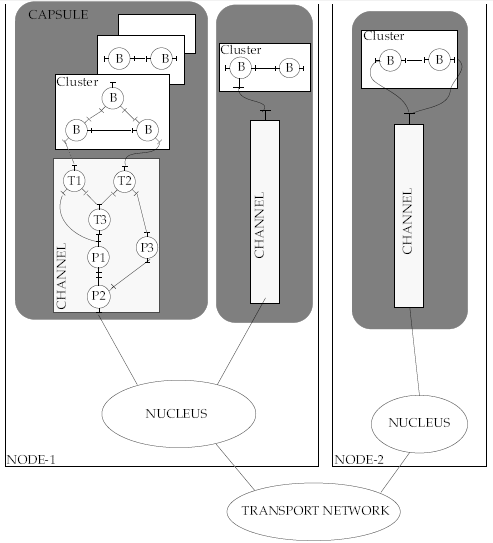 CAPSULE
B
B
Cluster
B
B
B
T1
T2
T3
P1
P3
P2
CHANNEL
Cluster
B
B
CHANNEL
NUCLEUS
NODE-1
Cluster
B
B
CHANNEL
NUCLEUS
NODE-2
TRANSPORT NETWORK